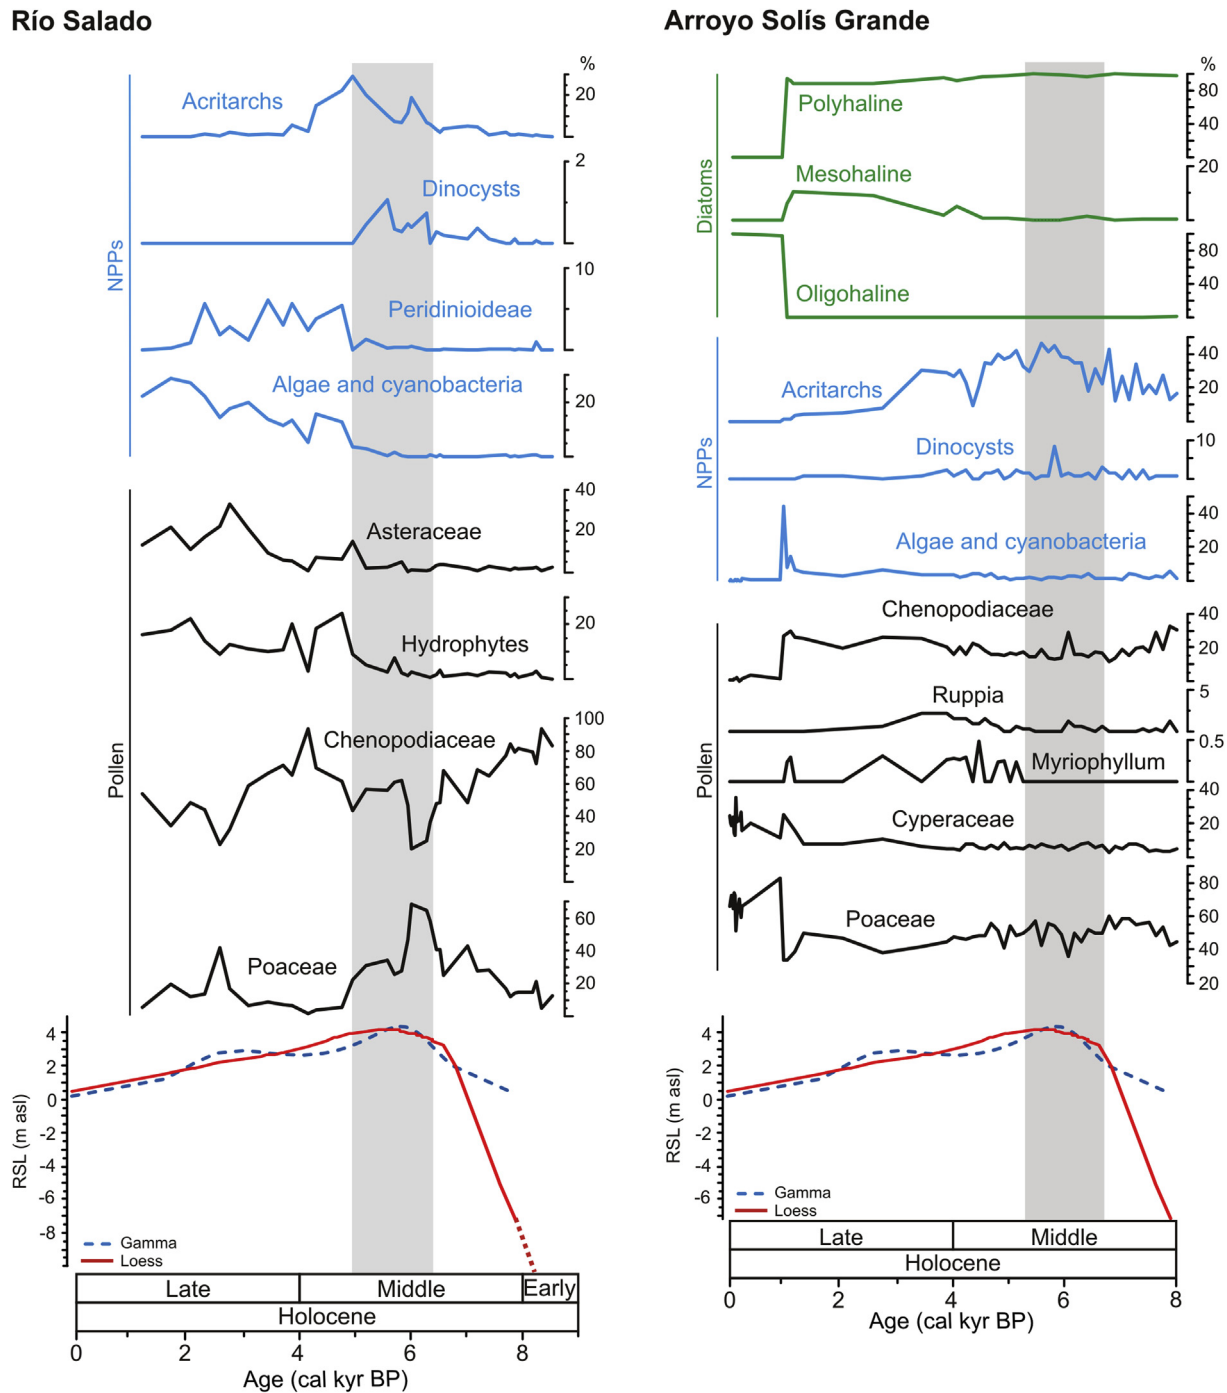 Río Salado
%
Acritarchs
20
2
Dinocysts
NPPs
10
Peridinioideae
Algae and cyanobacteria
20
40
Asteraceae
20
Hydrophytes
20
Pollen
100
Chenopodiaceae
80
60
40
20
60
Poaceae
40
20
RSL (m asl)
4
2
0
-2
-4
-6
-8
Gamma
Loess
Late
Middle
Early
Holocene
0 2 4 6 8
Age (cal kyr BP)
Arroyo Solís Grande
%
80
Polyhaline
40
Diatoms
20
Mesohaline
80
40
Oligohaline
NPPs
40
Acritarchs
20
10
Dinocysts
40
Algae and cyanobacteria
20
Pollen
Chenopodiaceae
40
20
5
Ruppia
0.5
Myriophyllum
40
Cyperaceae
20
80
Poaceae
60
40
20
RSL (m asl)
4
2
0
-2
-4
-6
Gamma
Loess
Late
Middle
Holocene
0 2 4 6 8
Age (cal kyr BP)